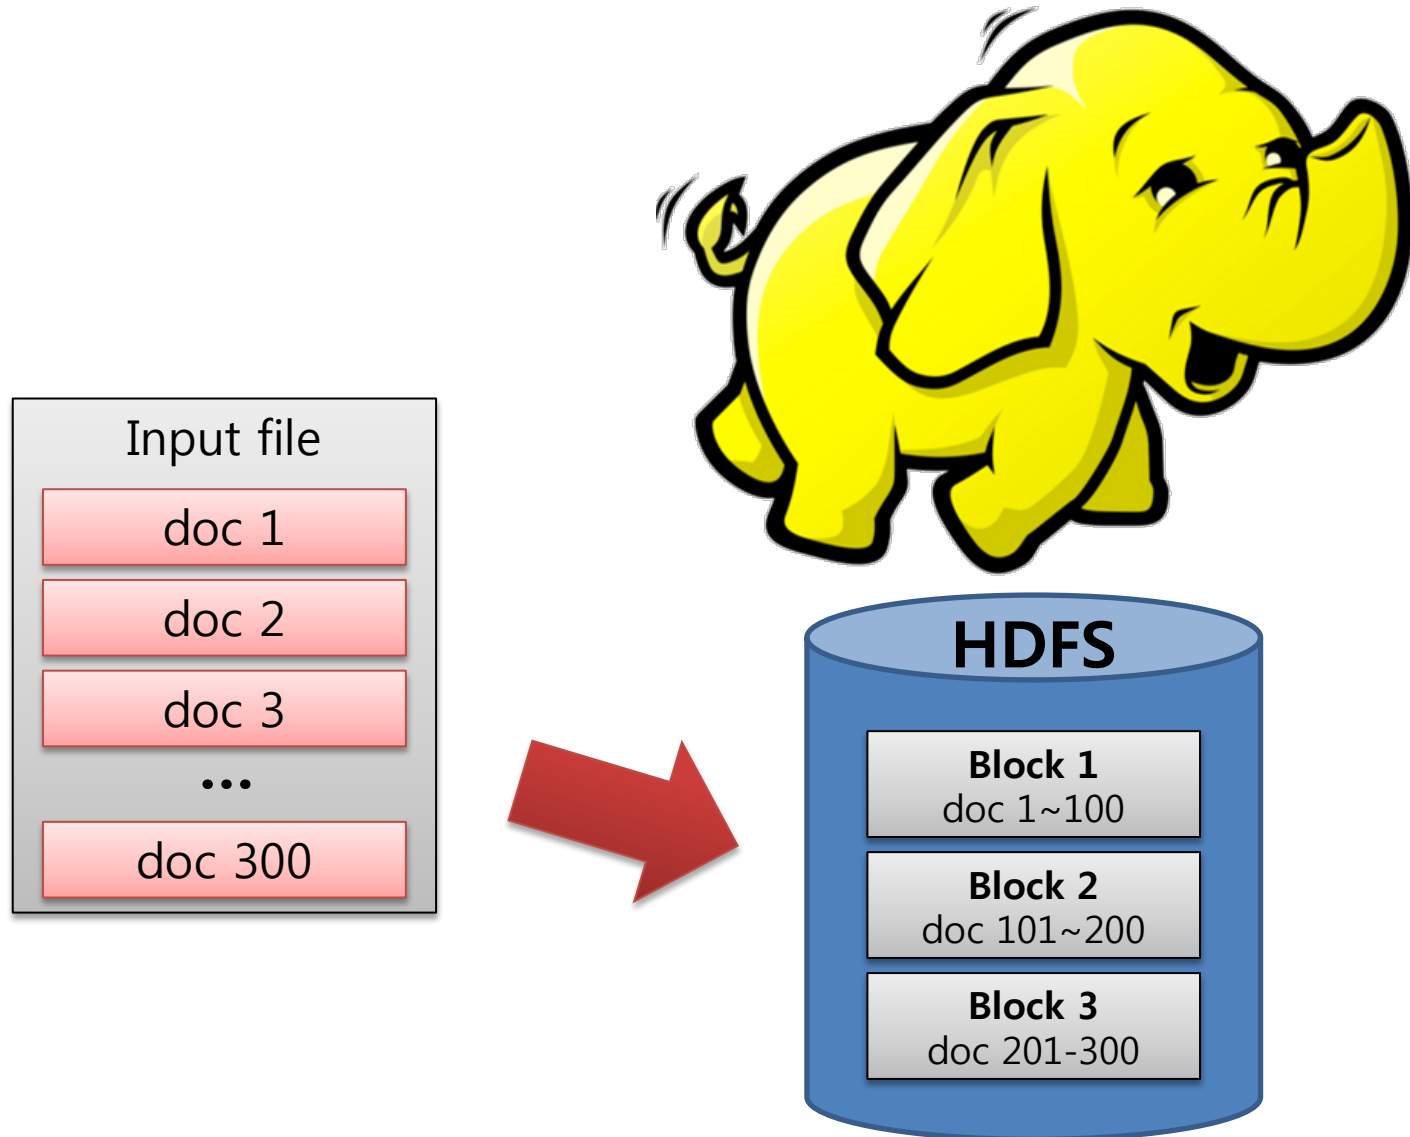 Input file
doc 1
doc 2
doc 3
...
doc 300
HDFS
Block 1
doc 1~100
Block 2
doc 101~200
Block 3
doc 201-300